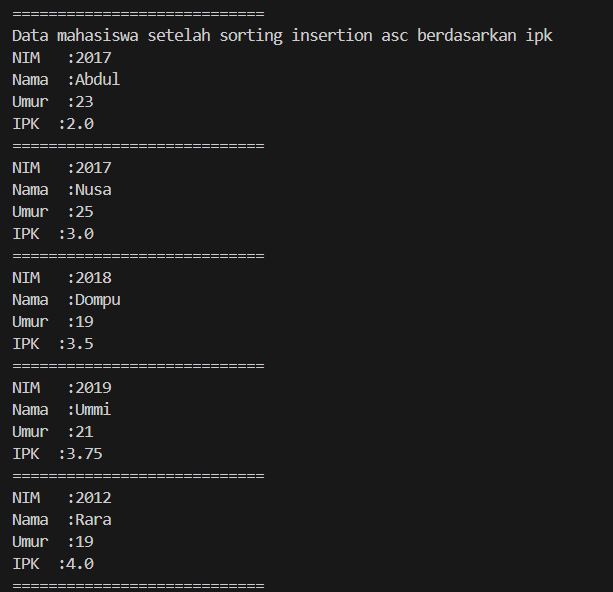 ============================
Data mahasiswa setelah sorting insertion asc berdasarkan ipk
NIM   :2017
Nama  :Abdul
Umur  :23
IPK  :2.0
============================
NIM   :2017
Nama  :Nusa
Umur  :25
IPK  :3.0
============================
NIM   :2018
Nama  :Dompu
Umur  :19
IPK  :3.5
============================
NIM   :2019
Nama  :Ummi
Umur  :21
IPK  :3.75
============================
NIM   :2012
Nama  :Rara
Umur  :19
IPK  :4.0
============================